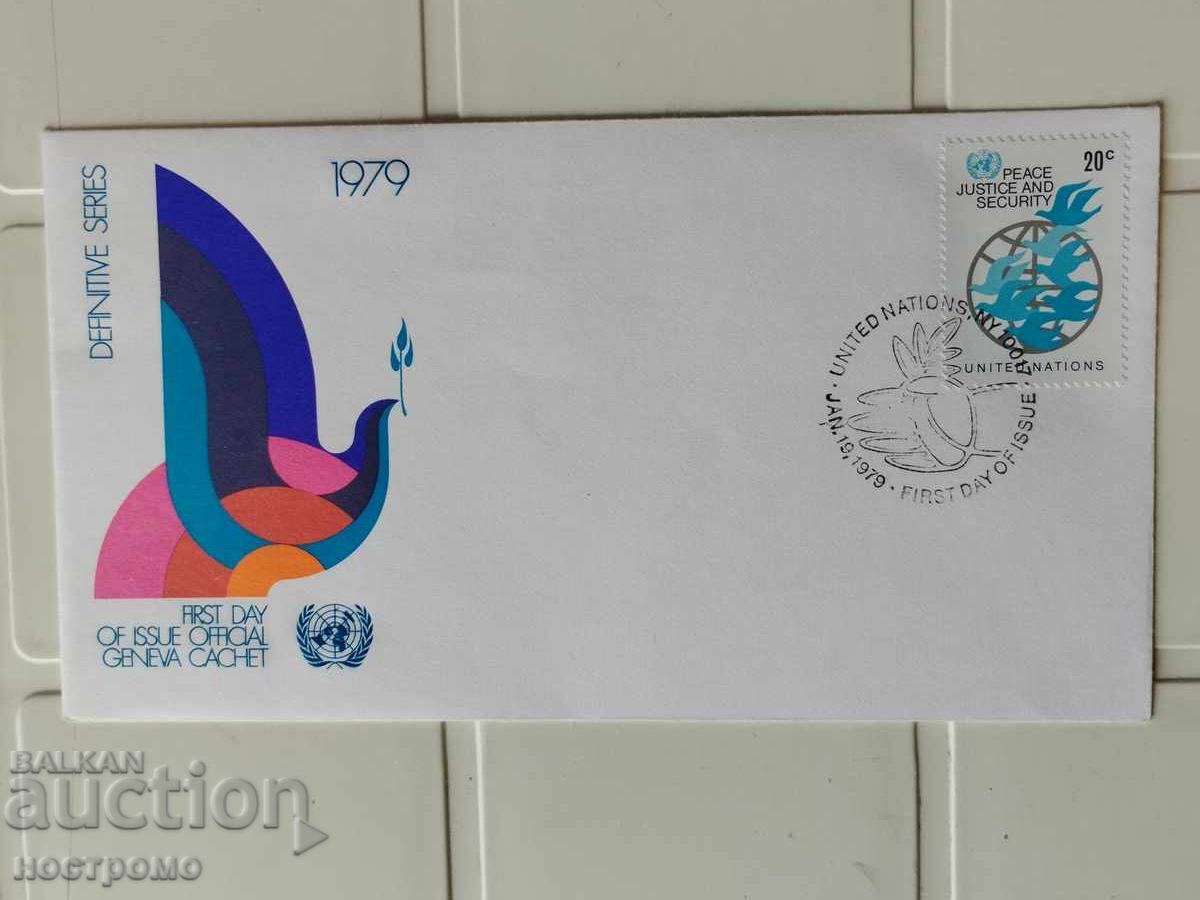 DEFINITIVE SERIES
1979
20c
PEACE
JUSTICE AND
SECURITY
UNITED NATIONS
UNITED NATIONS, NY 10017
JAN. 19, 1979 · FIRST DAY OF ISSUE ·
FIRST DAY
OF ISSUE OFFICIAL
GENEVA CACHET
BALKAN
auction
ностромо